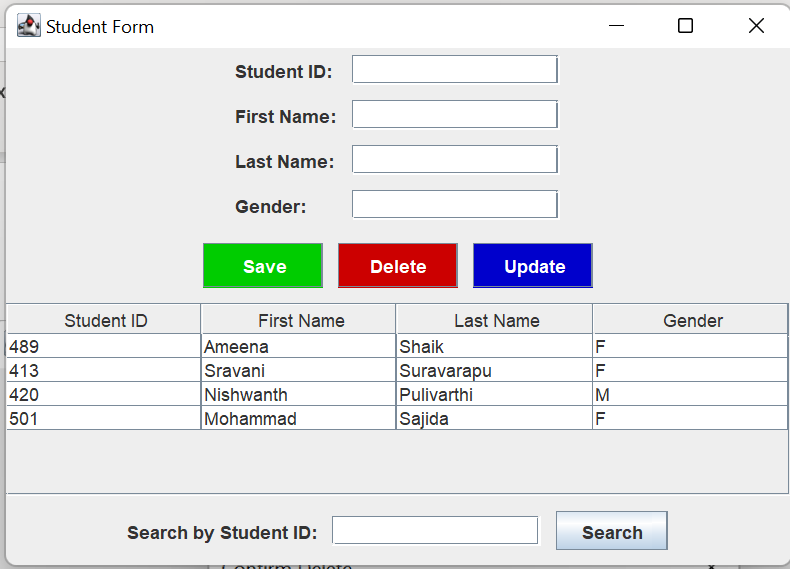 Student Form
Student ID:
First Name:
Last Name:
Gender:
Save Delete Update
Student ID First Name Last Name Gender
489 Ameena Shaik F
413 Sravani Suravarapu F
420 Nishwanth Pulivarthi M
501 Mohammad Sajida F
Search by Student ID: Search
Confirm Delete